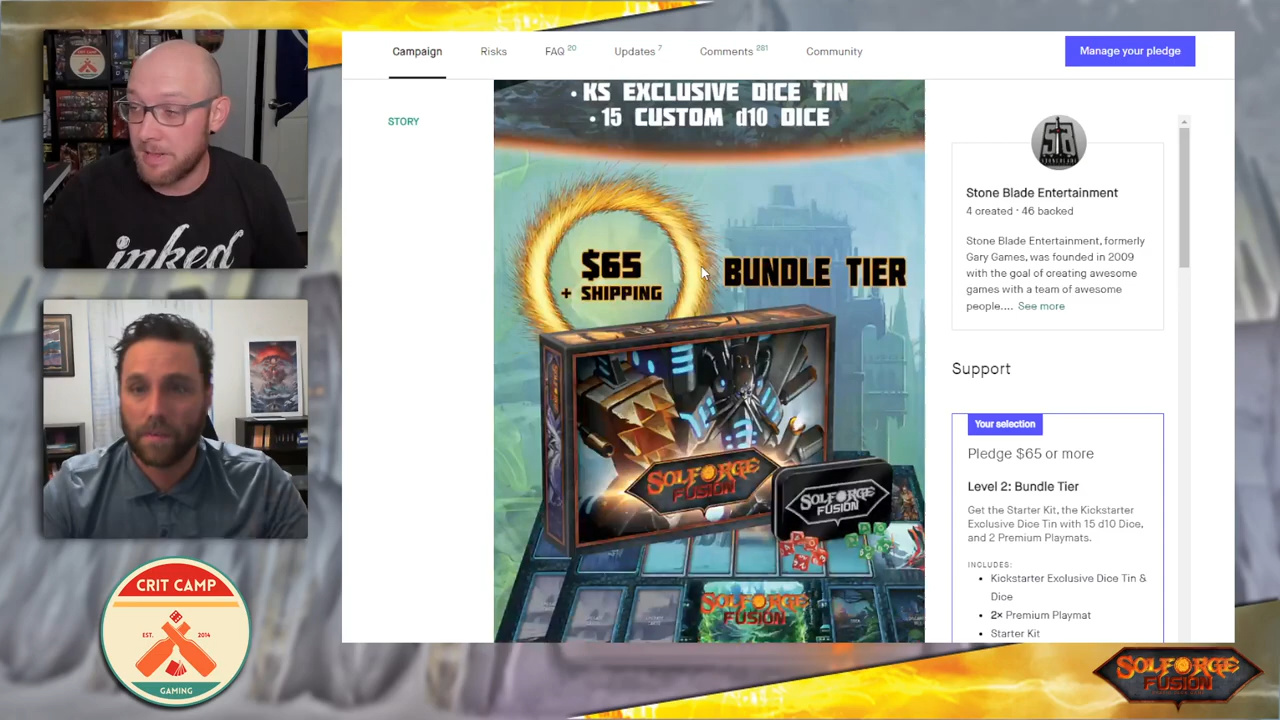 Campaign
Risks
FAQ 20
Updates 7
Comments 281
Community
Manage your pledge
STORY
• KS EXCLUSIVE DICE TIN
• 15 CUSTOM d10 DICE
$65
+ SHIPPING
BUNDLE TIER
SOLFORGE
FUSION
SOLFORGE
FUSION
SOLFORGE
FUSION
SB
Stone Blade Entertainment
4 created · 46 backed
Stone Blade Entertainment, formerly
Gary Games, was founded in 2009
with the goal of creating awesome
games with a team of awesome
people.... See more
Support
Your selection
Pledge $65 or more
Level 2: Bundle Tier
Get the Starter Kit, the Kickstarter
Exclusive Dice Tin with 15 d10 Dice,
and 2 Premium Playmats.
INCLUDES:
• Kickstarter Exclusive Dice Tin &
Dice
• 2× Premium Playmat
• Starter Kit
CRIT CAMP
inked
CRIT CAMP
EST. 2014
GAMING
SOLFORGE
FUSION